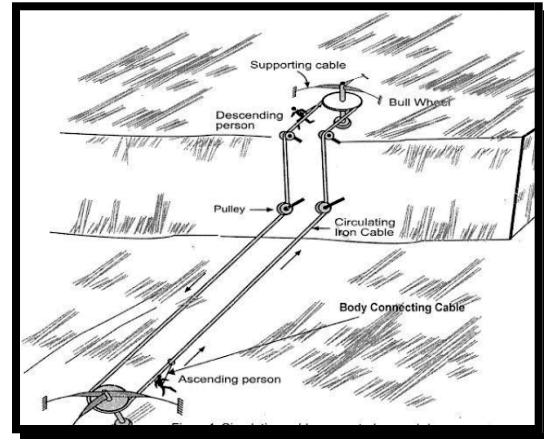 Supporting cable
Bull Wheel
Descending
person
Pulley
Circulating
Iron Cable
Body Connecting Cable
Ascending person